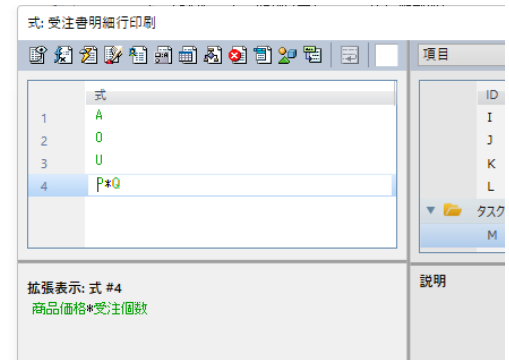 式: 受注書明細行印刷
項目
式
1 A
2 O
3 U
4 P*Q
ID
I
J
K
L
タスク
M
拡張表示: 式 #4
商品価格*受注個数
説明